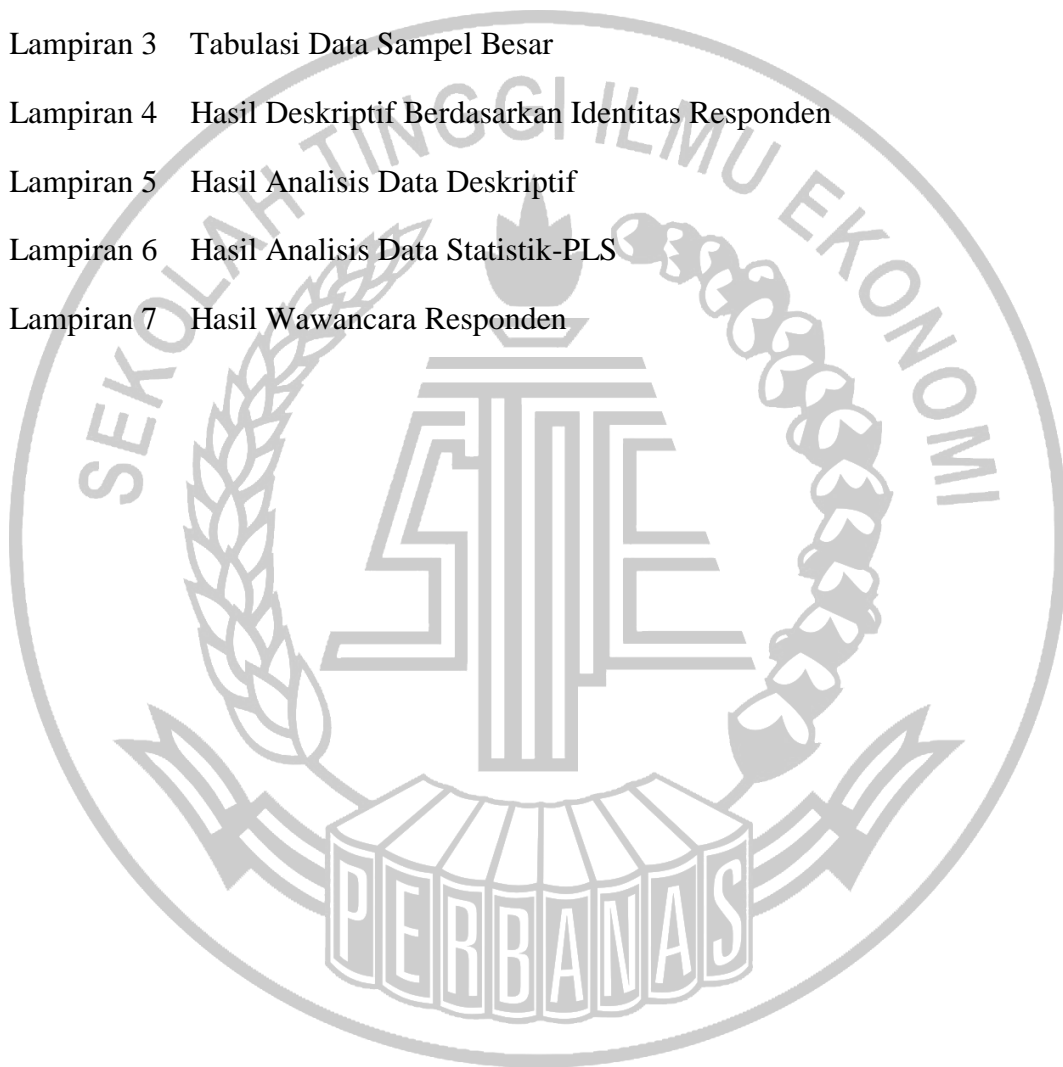 Lampiran 3 Tabulasi Data Sampel Besar
Lampiran 4 Hasil Deskriptif Berdasarkan Identitas Responden
Lampiran 5 Hasil Analisis Data Deskriptif
Lampiran 6 Hasil Analisis Data Statistik-PLS
Lampiran 7 Hasil Wawancara Responden
SEKOLAH TINGGI ILMU EKONOMI
STIE
PERBANAS